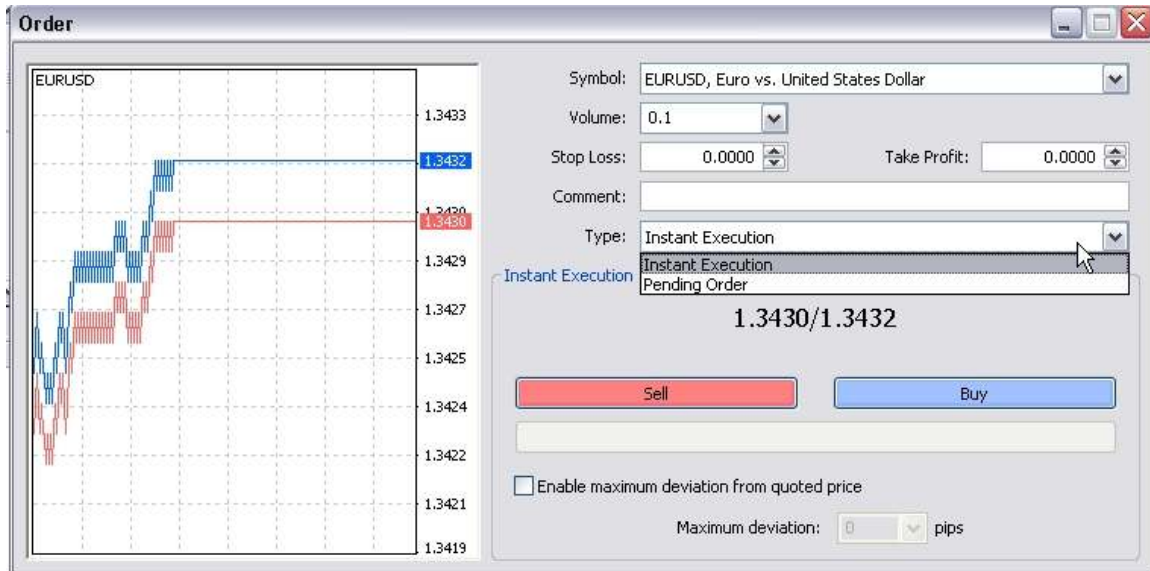 Order
EURUSD
1.3433
1.3432
1.3430
1.3430
1.3429
1.3427
1.3425
1.3424
1.3422
1.3421
1.3419
Symbol: EURUSD, Euro vs. United States Dollar
Volume: 0.1
Stop Loss: 0.0000 Take Profit: 0.0000
Comment:
Type: Instant Execution
Instant Execution
Pending Order
Instant Execution
1.3430/1.3432
Sell Buy
Enable maximum deviation from quoted price
Maximum deviation: 0 pips